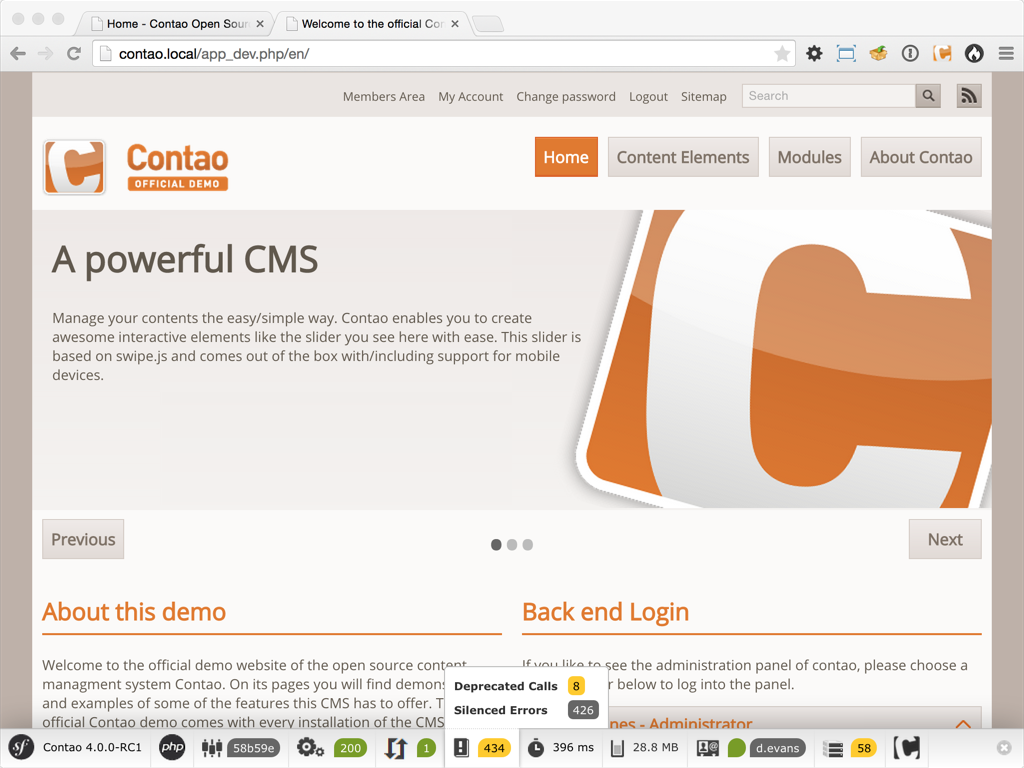 Home - Contao Open Sour
Welcome to the official Con
contao.local/app_dev.php/en/
Members Area My Account Change password Logout Sitemap Search
Contao
OFFICIAL DEMO
Home Content Elements Modules About Contao
A powerful CMS
Manage your contents the easy/simple way. Contao enables you to create
awesome interactive elements like the slider you see here with ease. This slider is
based on swipe.js and comes out of the box with/including support for mobile
devices.
Previous
Next
About this demo
Welcome to the official demo website of the open source content
managment system Contao. On its pages you will find demons
and examples of some of the features this CMS has to offer. T
official Contao demo comes with every installation of the CMS
Back end Login
If you like to see the administration panel of contao, please choose a
r below to log into the panel.
nes - Administrator
Deprecated Calls 8
Silenced Errors 426
sf Contao 4.0.0-RC1 php 58b59e 200 1 434 396 ms 28.8 MB d.evans 58